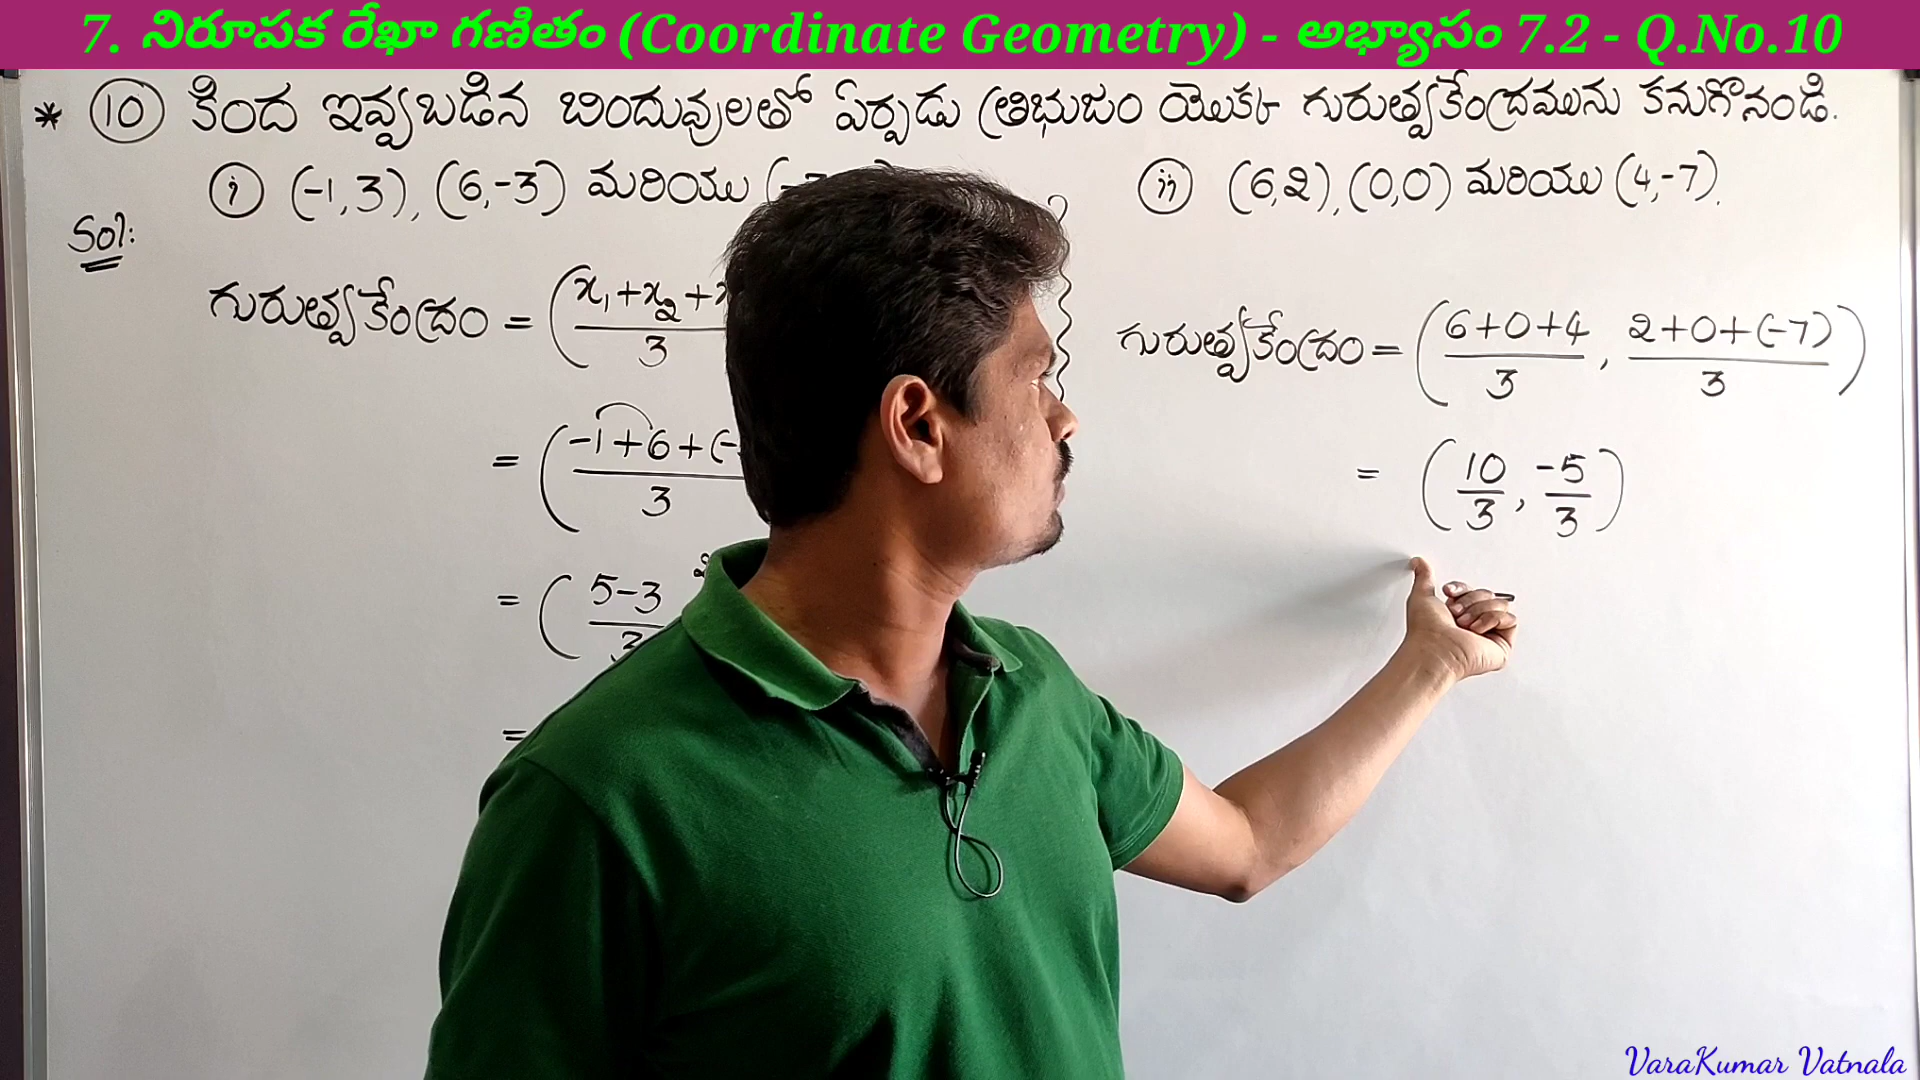 7. నిరూపక రేఖా గణితం (Coordinate Geometry) - అభ్యాసం 7.2 - Q.No.10
* 10 కింద ఇవ్వబడిన బిందువులతో ఏర్పడు త్రిభుజం యొక్క గురుత్వకేంద్రమును కనుగొనండి.
i (-1,3), (6,-3) మరియు (-3
ii (6,2), (0,0) మరియు (4,-7).
Sol:
గురుత్వకేంద్రం = (x₁+x₂+x / 3
= (-1+6+(- / 3
= (5-3 / 3 2
=
గురుత్వకేంద్రం = (6+0+4 / 3 , 2+0+(-7) / 3)
= (10/3, -5/3)
VaraKumar Vatnala